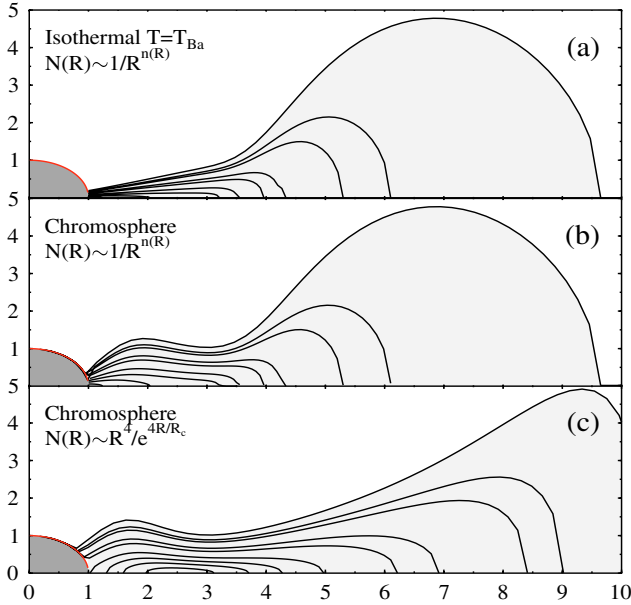 5
Isothermal T=T_Ba
(a)
N(R)~1/R^n(R)
4
3
2
1
5
Chromosphere
(b)
N(R)~1/R^n(R)
4
3
2
1
5
Chromosphere
(c)
N(R)~R^4/e^4R/R_c
4
3
2
1
0
0 1 2 3 4 5 6 7 8 9 10